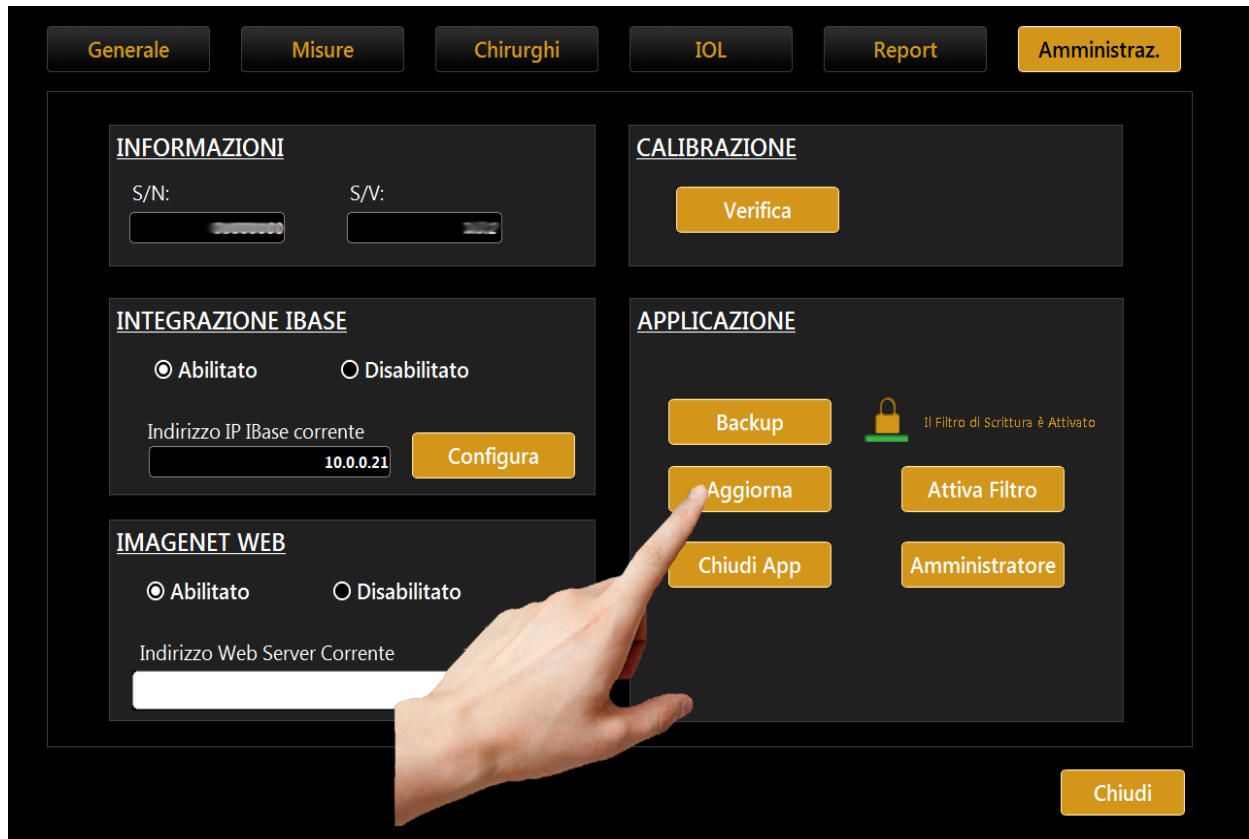 Generale
Misure
Chirurghi
IOL
Report
Amministraz.
INFORMAZIONI
S/N:
S/V:
CALIBRAZIONE
Verifica
INTEGRAZIONE IBASE
Abilitato
Disabilitato
Indirizzo IP IBase corrente
10.0.0.21
Configura
IMAGENET WEB
Abilitato
Disabilitato
Indirizzo Web Server Corrente
APPLICAZIONE
Backup
Il Filtro di Scrittura è Attivato
Aggiorna
Attiva Filtro
Chiudi App
Amministratore
Chiudi